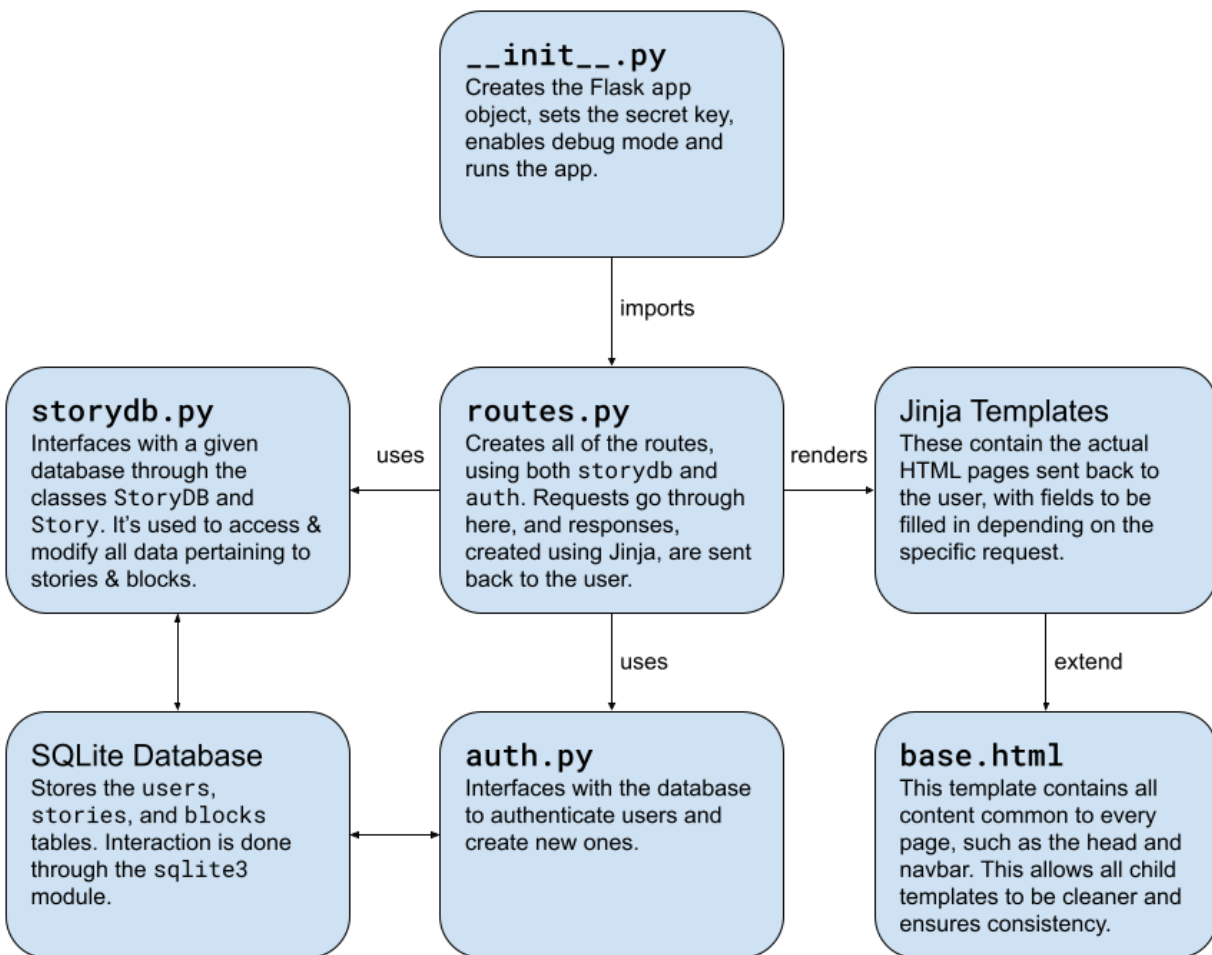 __init__.py
Creates the Flask app
object, sets the secret key,
enables debug mode and
runs the app.
imports
storydb.py
Interfaces with a given
database through the
classes StoryDB and
Story. It’s used to access &
modify all data pertaining to
stories & blocks.
uses
routes.py
Creates all of the routes,
using both storydb and
auth. Requests go through
here, and responses,
created using Jinja, are sent
back to the user.
renders
Jinja Templates
These contain the actual
HTML pages sent back to
the user, with fields to be
filled in depending on the
specific request.
uses
extend
SQLite Database
Stores the users,
stories, and blocks
tables. Interaction is done
through the sqlite3
module.
auth.py
Interfaces with the database
to authenticate users and
create new ones.
base.html
This template contains all
content common to every
page, such as the head and
navbar. This allows all child
templates to be cleaner and
ensures consistency.